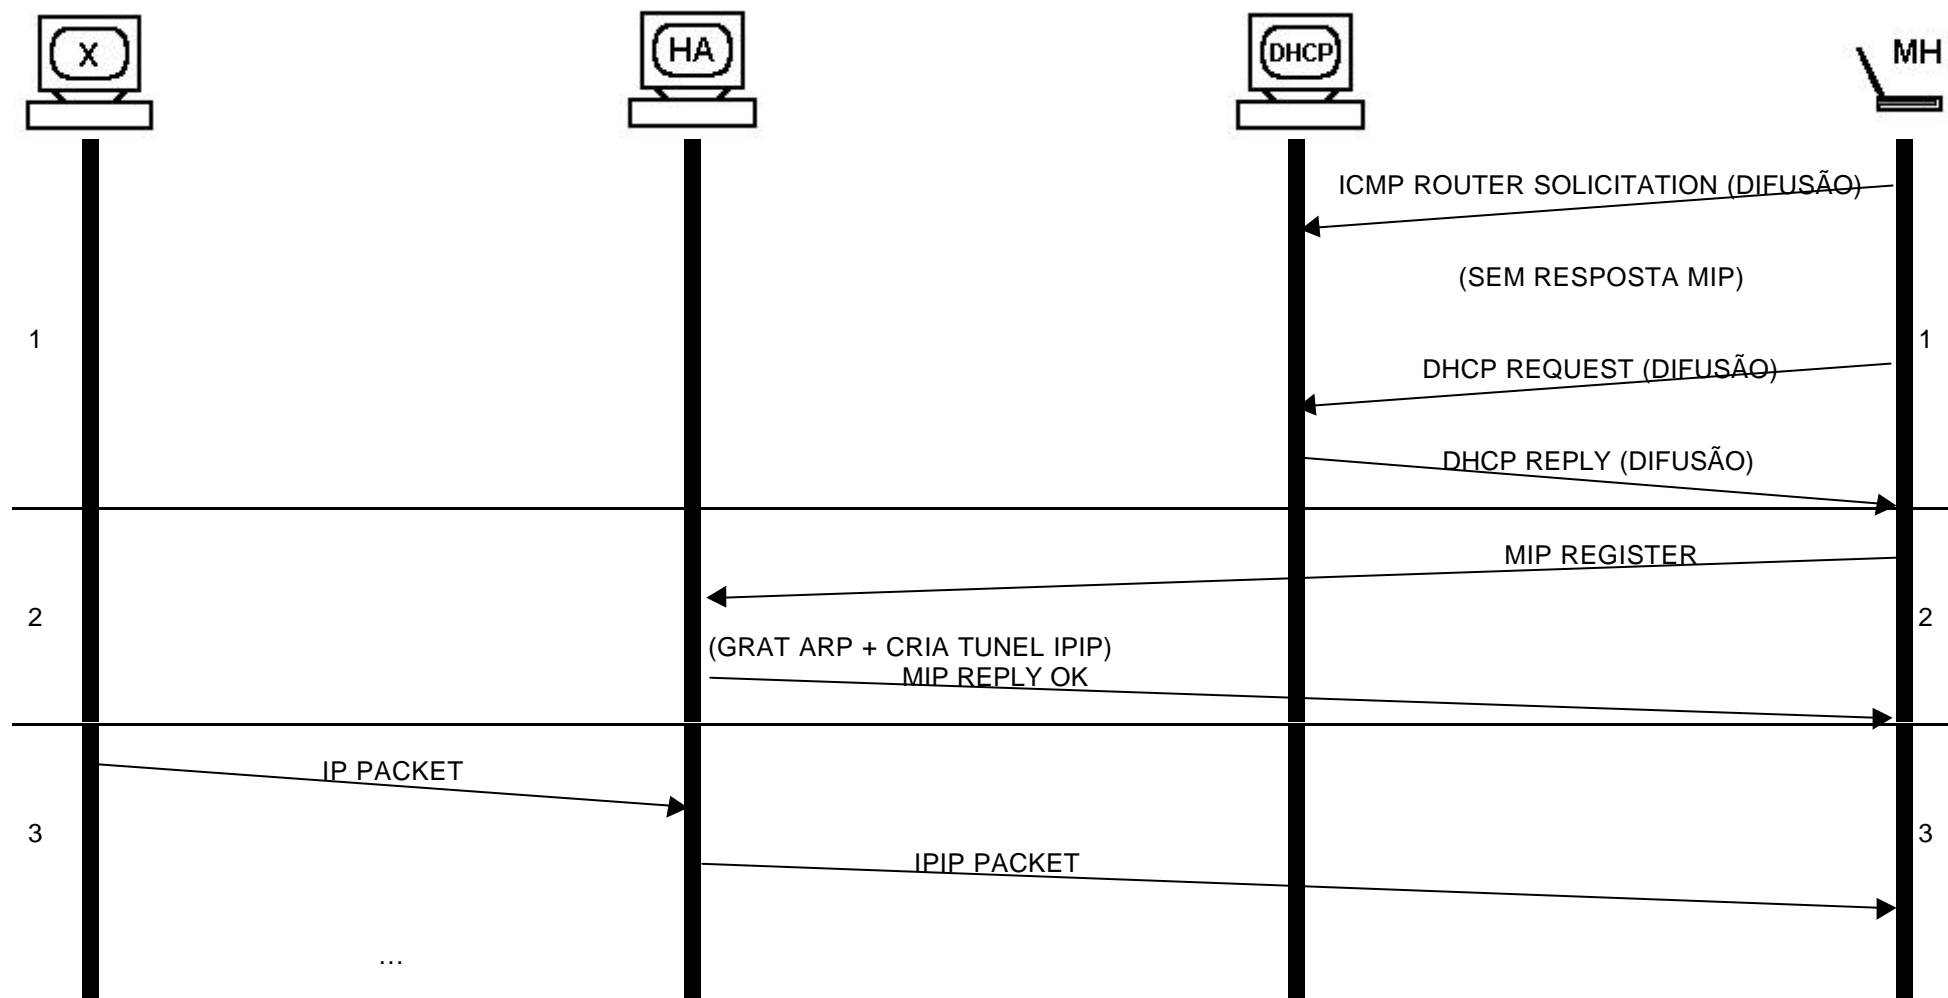 X
HA
DHCP
MH
ICMP ROUTER SOLICITATION (DIFUSÃO)
(SEM RESPOSTA MIP)
1
1
DHCP REQUEST (DIFUSÃO)
DHCP REPLY (DIFUSÃO)
MIP REGISTER
2
2
(GRAT ARP + CRIA TUNEL IPIP)
MIP REPLY OK
IP PACKET
3
3
IPIP PACKET
…